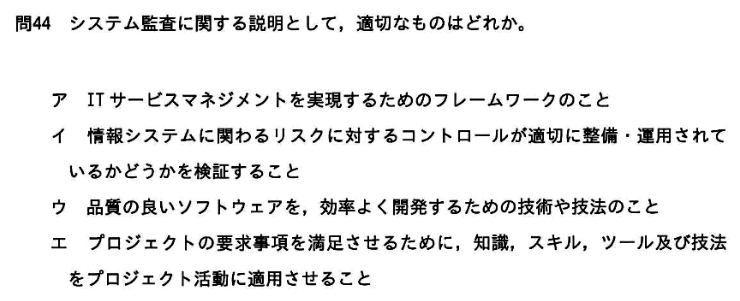 問44 システム監査に関する説明として，適切なものはどれか。
ア ITサービスマネジメントを実現するためのフレームワークのこと
イ 情報システムに関わるリスクに対するコントロールが適切に整備・運用されて
いるかどうかを検証すること
ウ 品質の良いソフトウェアを，効率よく開発するための技術や技法のこと
エ プロジェクトの要求事項を満足させるために，知識，スキル，ツール及び技法
をプロジェクト活動に適用させること